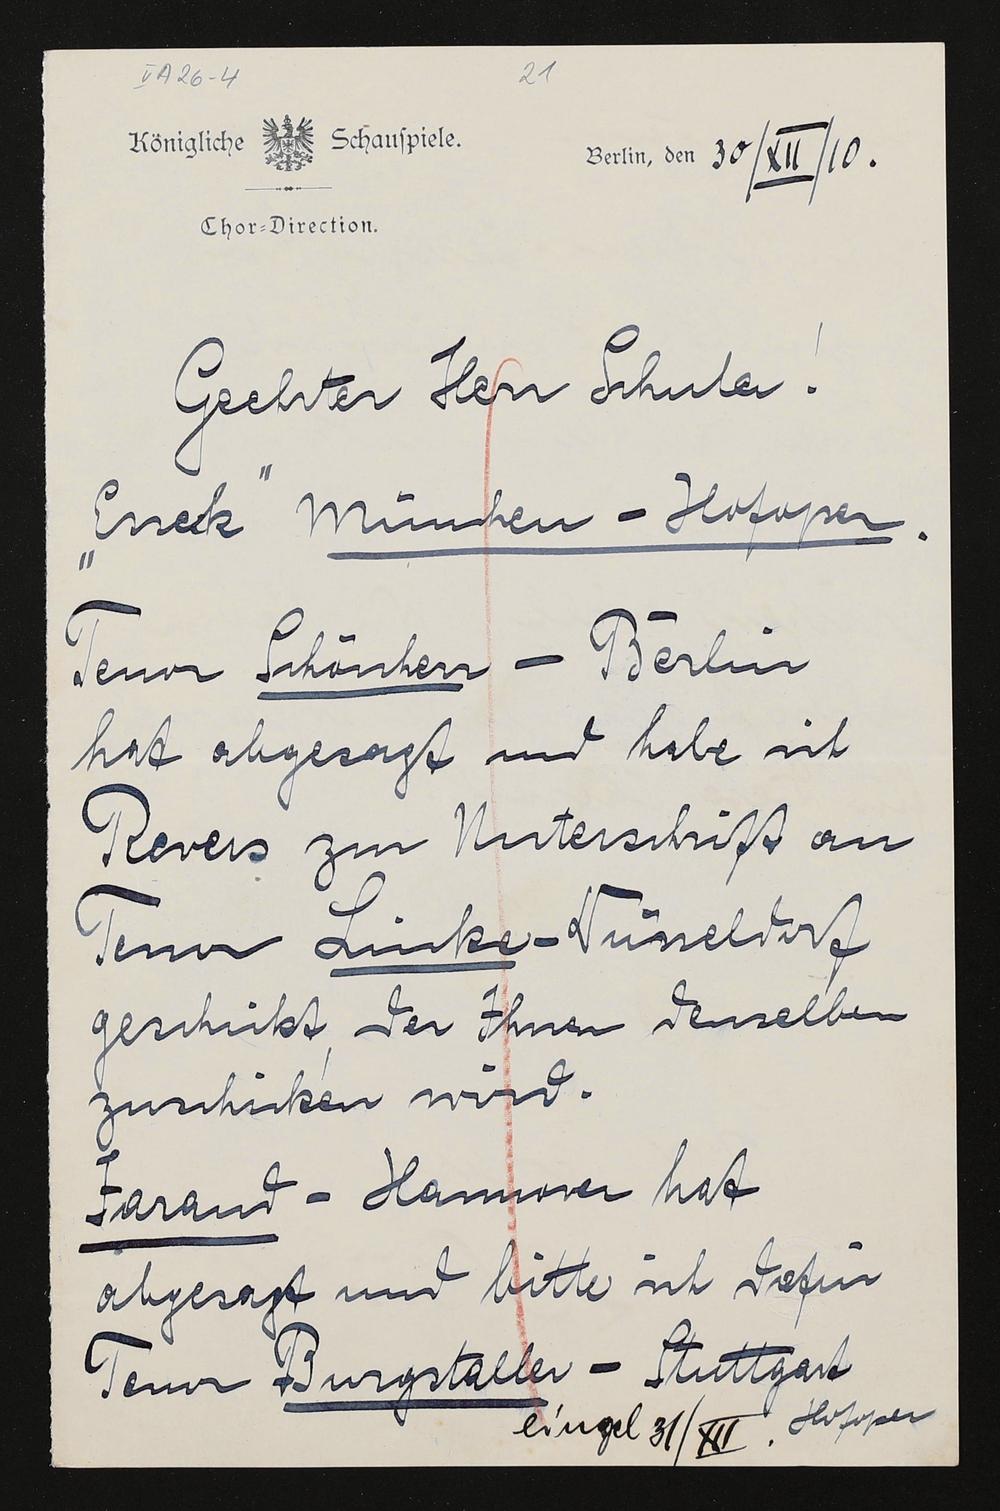 VA26-4 21
Königliche Schauspiele.
Berlin, den 30/XII/10.
Chor-Direction.
Geehrter Herr Schuler!
„Erreck" München - Hofoper.
Tenor Schönherr - Berlin
hat abgesagt und habe ich
Revers zur Unterschrift an
Tenor Lincke-Düsseldorf
geschickt, der Ihnen denselben
zuschicken wird.
Farand - Hannover hat
abgesagt und bitte ich dafür
Tenor Burgstaller - Stuttgart
Hofoper
eingel 31/XII.